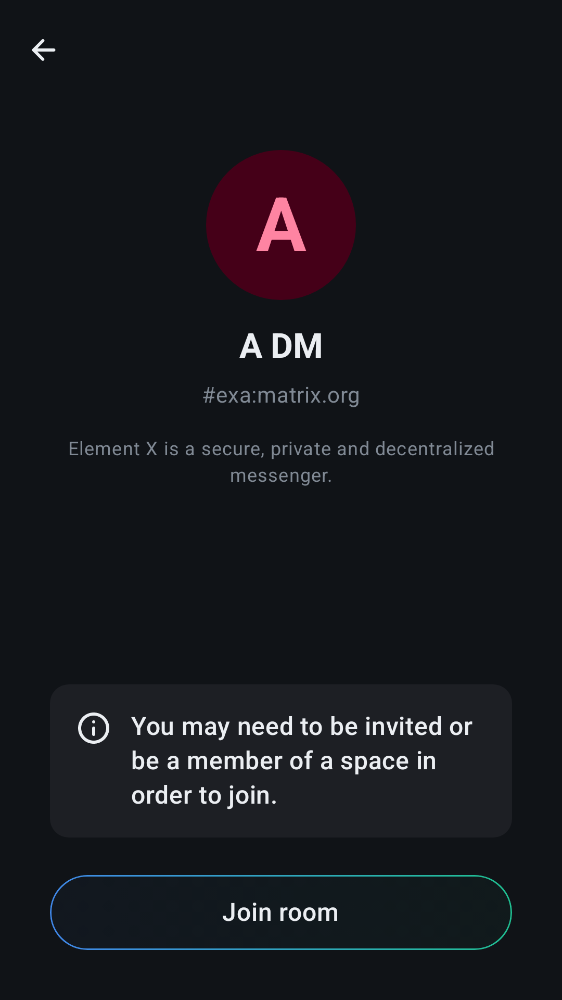 A
A DM
#exa:matrix.org
Element X is a secure, private and decentralized
messenger.
You may need to be invited or
be a member of a space in
order to join.
Join room